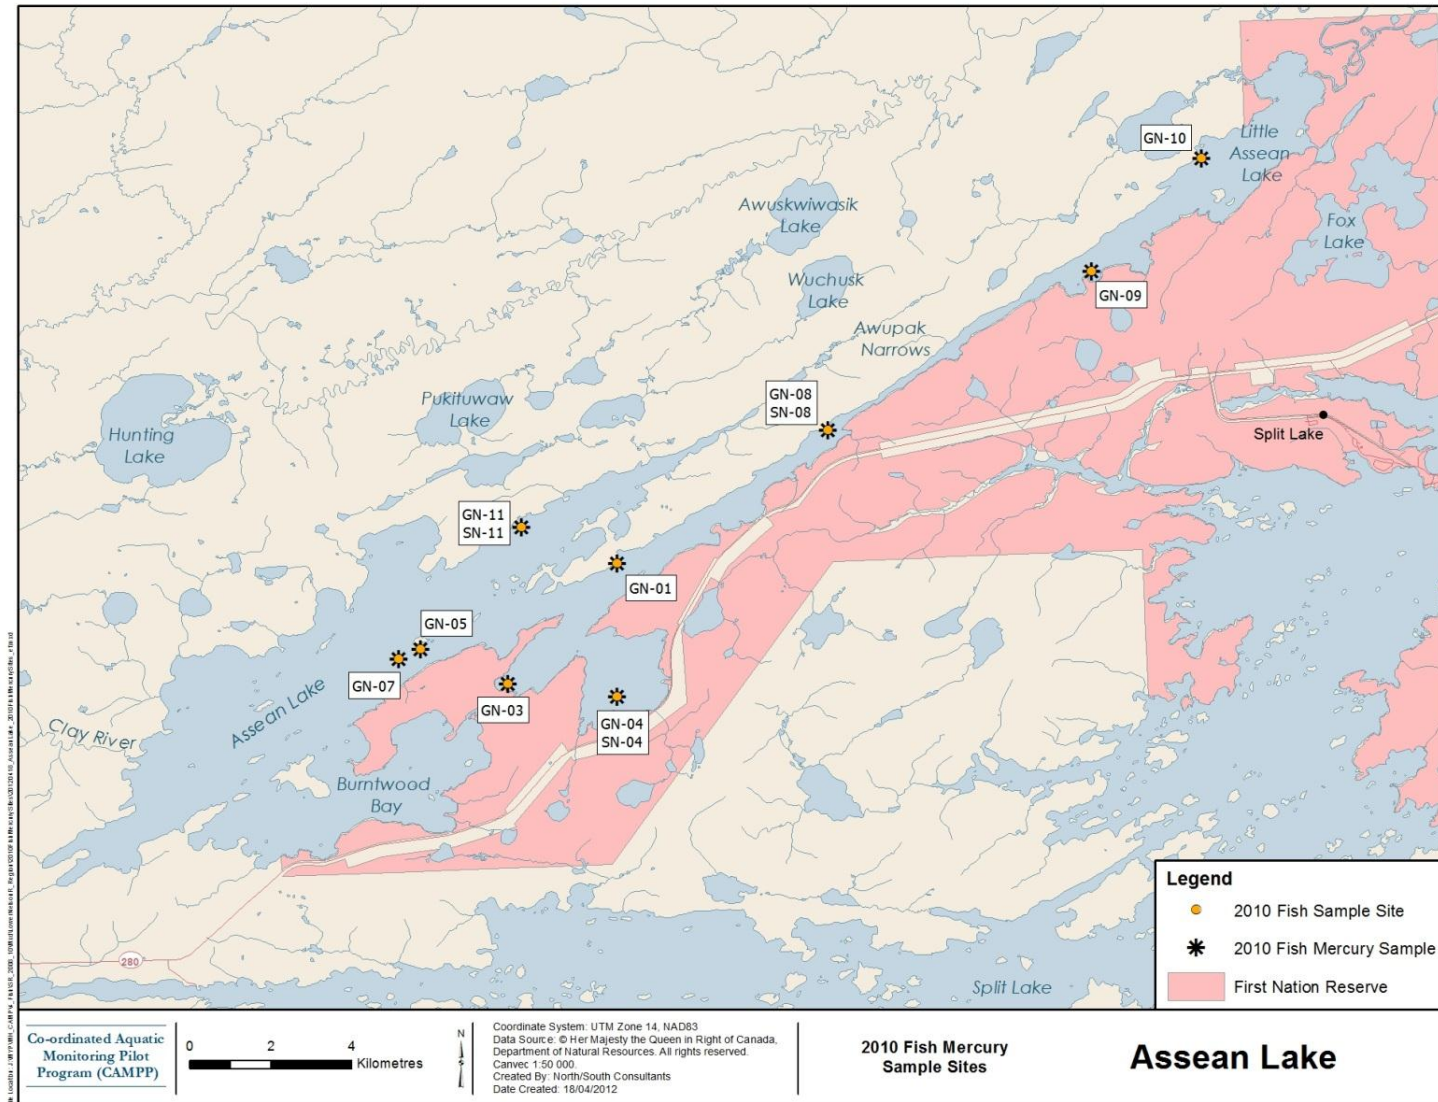 GN-10
Little
Assean
Lake
Awuskwiwasik
Lake
Fox
Lake
Wuchusk
Lake
GN-09
Awupak
Narrows
Pukituwaw
Lake
GN-08
SN-08
Hunting
Lake
Split Lake
GN-11
SN-11
GN-01
GN-05
GN-07
GN-03
Assean Lake
GN-04
SN-04
Clay River
Burntwood
Bay
280
Split Lake
Legend
2010 Fish Sample Site
2010 Fish Mercury Sample
First Nation Reserve
Co-ordinated Aquatic
Monitoring Pilot
Program (CAMPP)
0 2 4
Kilometres
N
Coordinate System: UTM Zone 14, NAD83
Data Source: © Her Majesty the Queen in Right of Canada,
Department of Natural Resources. All rights reserved.
Canvec 1:50 000.
Created By: North/South Consultants
Date Created: 18/04/2012
2010 Fish Mercury
Sample Sites
Assean Lake